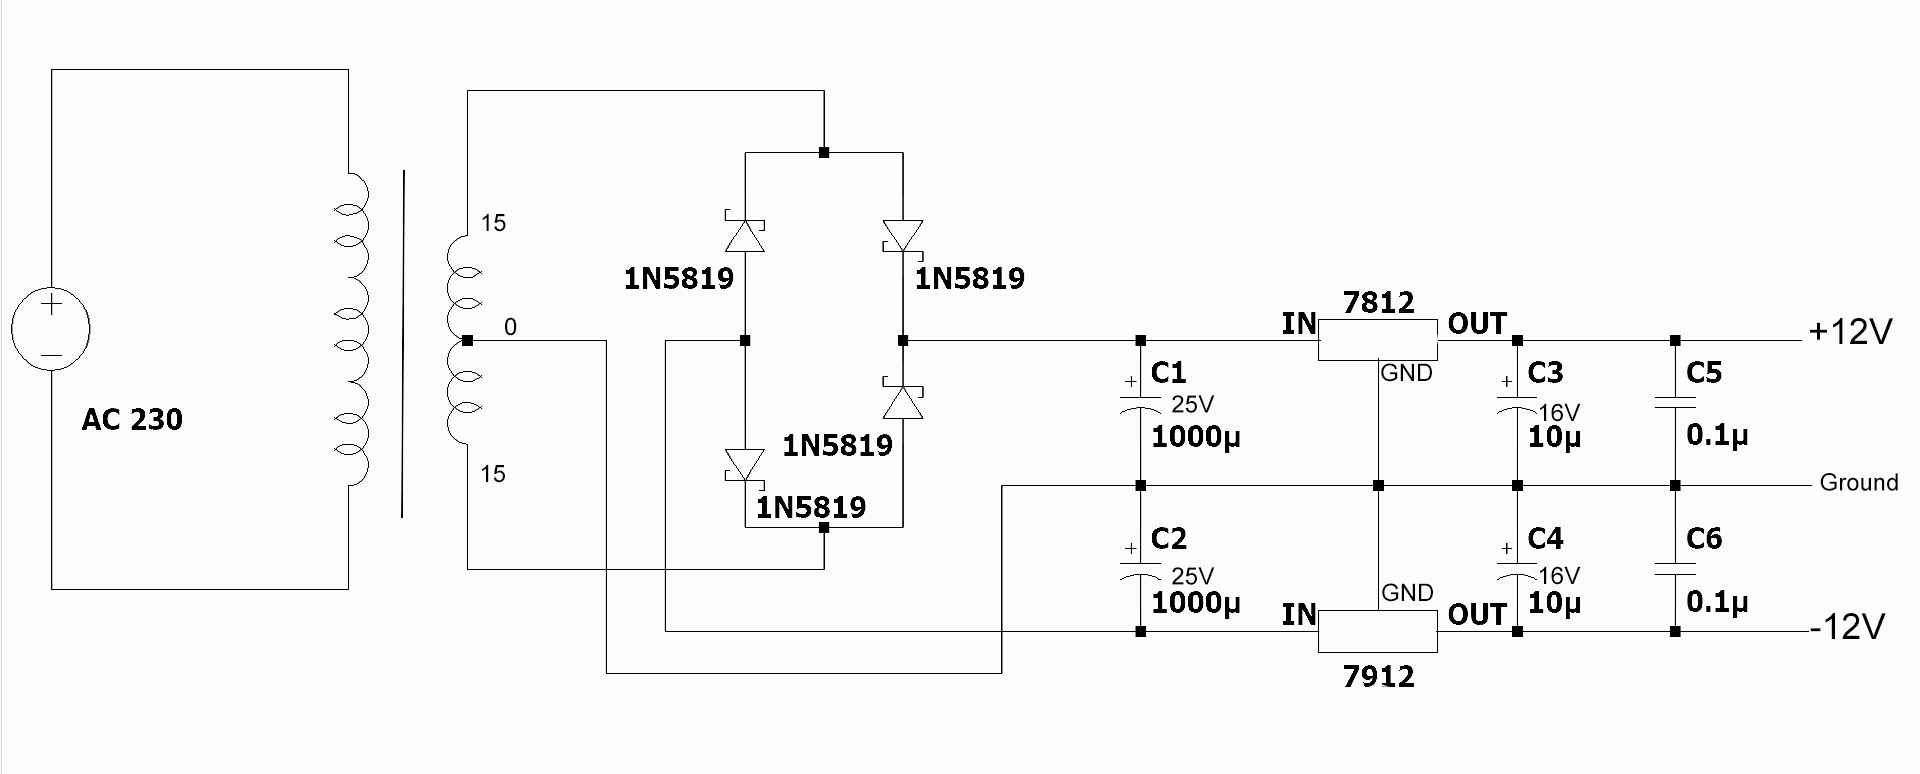 15
0
15
AC 230
1N5819
1N5819
1N5819
1N5819
IN
7812
OUT
GND
+12V
+
C1
25V
1000µ
+
C3
16V
10µ
C5
0.1µ
Ground
+
C2
25V
1000µ
GND
IN
OUT
7912
+
C4
16V
10µ
C6
0.1µ
-12V